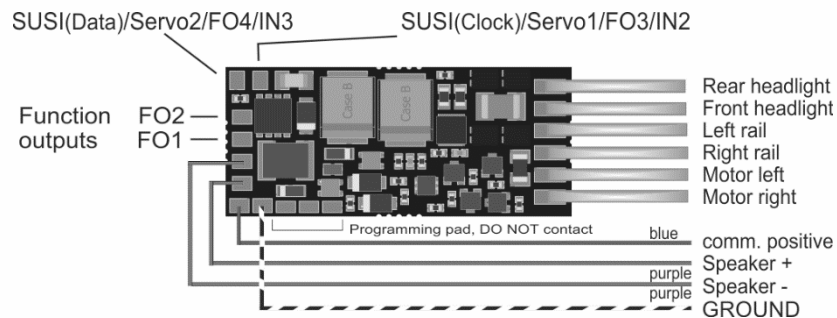 SUSI(Data)/Servo2/FO4/IN3
SUSI(Clock)/Servo1/FO3/IN2
Function
outputs
FO2
FO1
Case B
Case B
Rear headlight
Front headlight
Left rail
Right rail
Motor left
Motor right
Programming pad, DO NOT contact
blue
comm. positive
Speaker +
purple
Speaker -
purple
GROUND